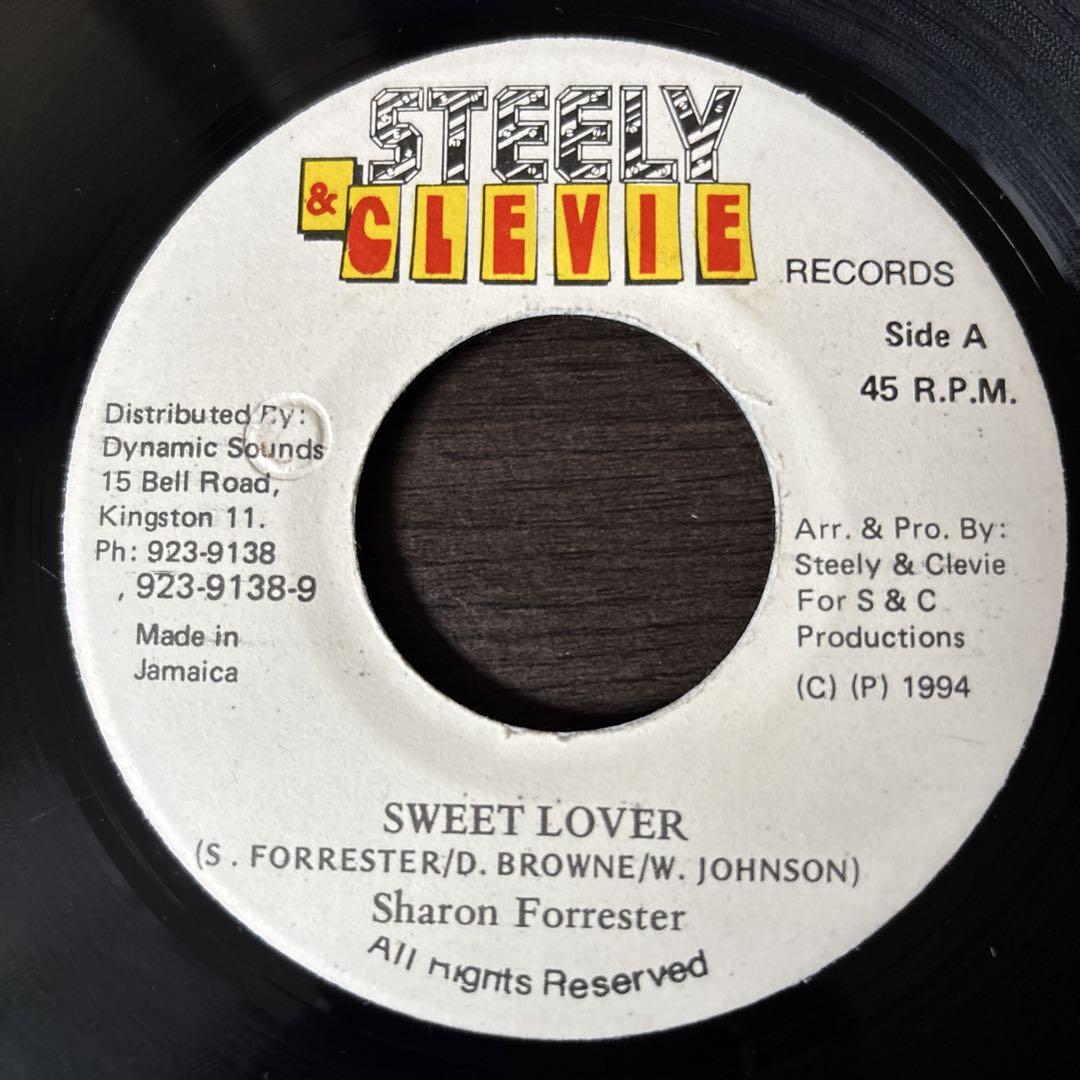 STEELY
& CLEVIE
RECORDS
Side A
45 R.P.M.
Distributed By:
Dynamic Sounds
15 Bell Road,
Kingston 11.
Ph: 923-9138
, 923-9138-9
Made in
Jamaica
Arr. & Pro. By:
Steely & Clevie
For S & C
Productions
(C) (P) 1994
SWEET LOVER
(S. FORRESTER/D. BROWNE/W. JOHNSON)
Sharon Forrester
All Rights Reserved